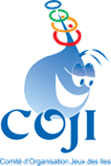 COJI
Comité d'Organisation Jeux des Iles